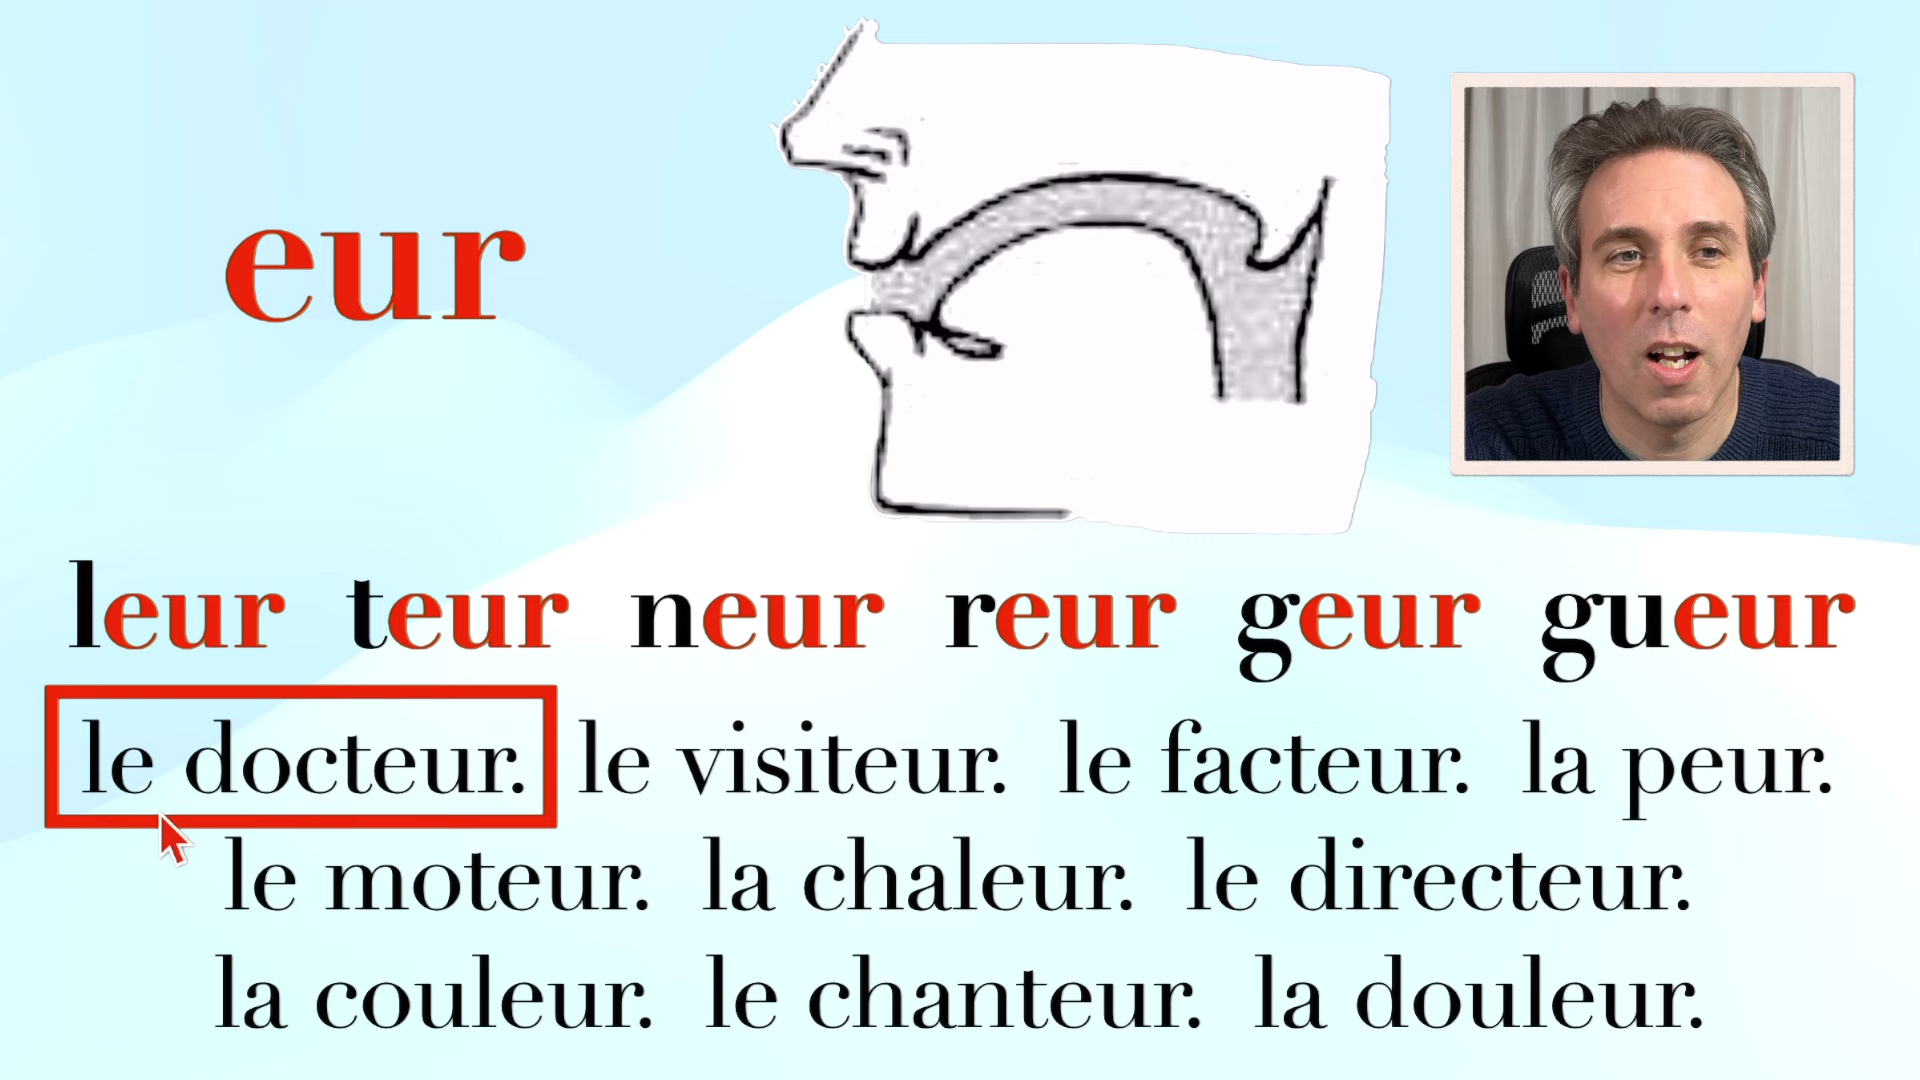 eur
leur teur neur reur geur gueur
le docteur. le visiteur. le facteur. la peur.
le moteur. la chaleur. le directeur.
la couleur. le chanteur. la douleur.